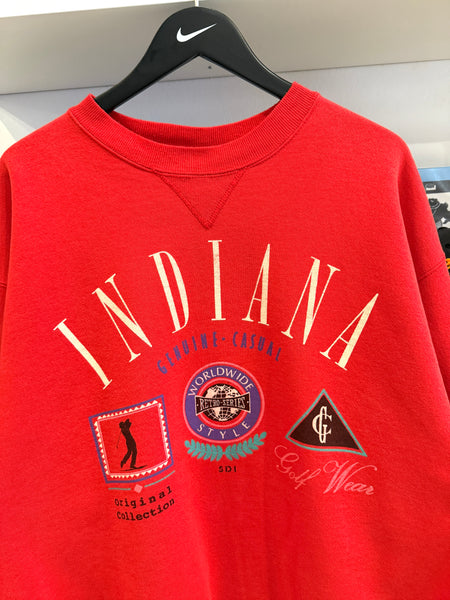 INDIANA
GENUINE-CASUAL
WORLDWIDE
RETRO-SERIES
STYLE
SDI
Original
Collection
G
Golf Wear